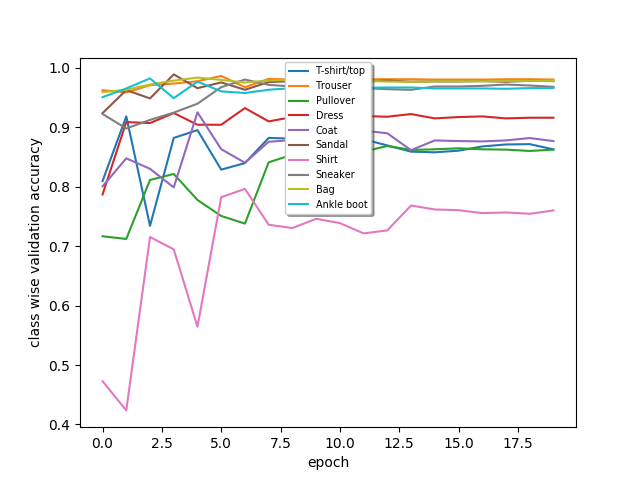 class wise validation accuracy
1.0
0.9
0.8
0.7
0.6
0.5
0.4
T-shirt/top
Trouser
Pullover
Dress
Coat
Sandal
Shirt
Sneaker
Bag
Ankle boot
0.0 2.5 5.0 7.5 10.0 12.5 15.0 17.5
epoch